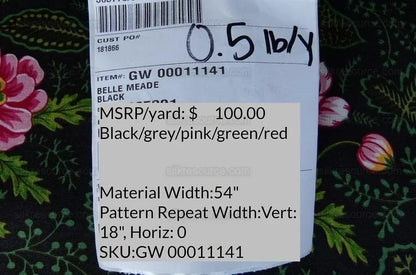 CUST PO#
181866
0.5 lb/y
ITEM#: GW 00011141
BELLE MEADE
BLACK
MSRP/yard: $ 100.00
Black/grey/pink/green/red
Material Width:54"
Pattern Repeat Width:Vert:
18", Horiz: 0
SKU:GW 00011141